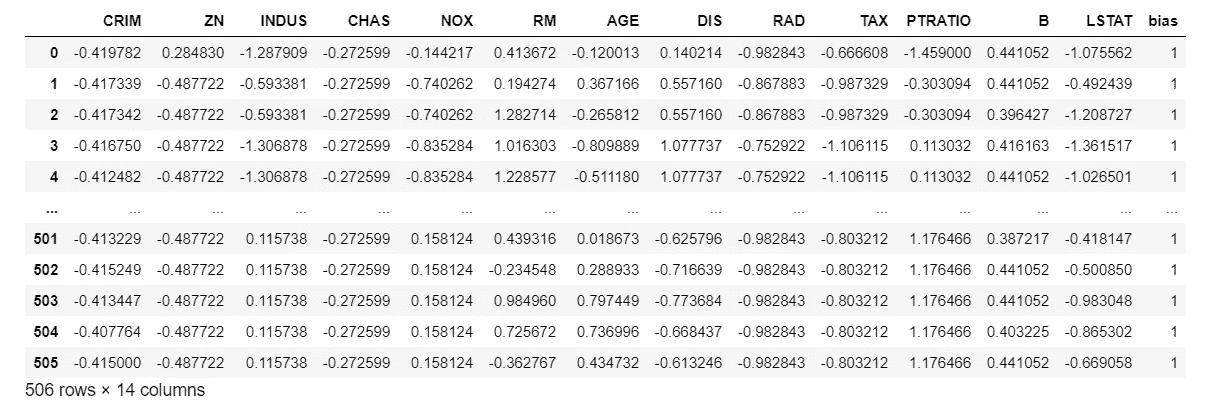 CRIM ZN INDUS CHAS NOX RM AGE DIS RAD TAX PTRATIO B LSTAT bias
0 -0.419782 0.284830 -1.287909 -0.272599 -0.144217 0.413672 -0.120013 0.140214 -0.982843 -0.666608 -1.459000 0.441052 -1.075562 1
1 -0.417339 -0.487722 -0.593381 -0.272599 -0.740262 0.194274 0.367166 0.557160 -0.867883 -0.987329 -0.303094 0.441052 -0.492439 1
2 -0.417342 -0.487722 -0.593381 -0.272599 -0.740262 1.282714 -0.265812 0.557160 -0.867883 -0.987329 -0.303094 0.396427 -1.208727 1
3 -0.416750 -0.487722 -1.306878 -0.272599 -0.835284 1.016303 -0.809889 1.077737 -0.752922 -1.106115 0.113032 0.416163 -1.361517 1
4 -0.412482 -0.487722 -1.306878 -0.272599 -0.835284 1.228577 -0.511180 1.077737 -0.752922 -1.106115 0.113032 0.441052 -1.026501 1
... ... ... ... ... ... ... ... ... ... ... ... ... ... ...
501 -0.413229 -0.487722 0.115738 -0.272599 0.158124 0.439316 0.018673 -0.625796 -0.982843 -0.803212 1.176466 0.387217 -0.418147 1
502 -0.415249 -0.487722 0.115738 -0.272599 0.158124 -0.234548 0.288933 -0.716639 -0.982843 -0.803212 1.176466 0.441052 -0.500850 1
503 -0.413447 -0.487722 0.115738 -0.272599 0.158124 0.984960 0.797449 -0.773684 -0.982843 -0.803212 1.176466 0.441052 -0.983048 1
504 -0.407764 -0.487722 0.115738 -0.272599 0.158124 0.725672 0.736996 -0.668437 -0.982843 -0.803212 1.176466 0.403225 -0.865302 1
505 -0.415000 -0.487722 0.115738 -0.272599 0.158124 -0.362767 0.434732 -0.613246 -0.982843 -0.803212 1.176466 0.441052 -0.669058 1
506 rows × 14 columns